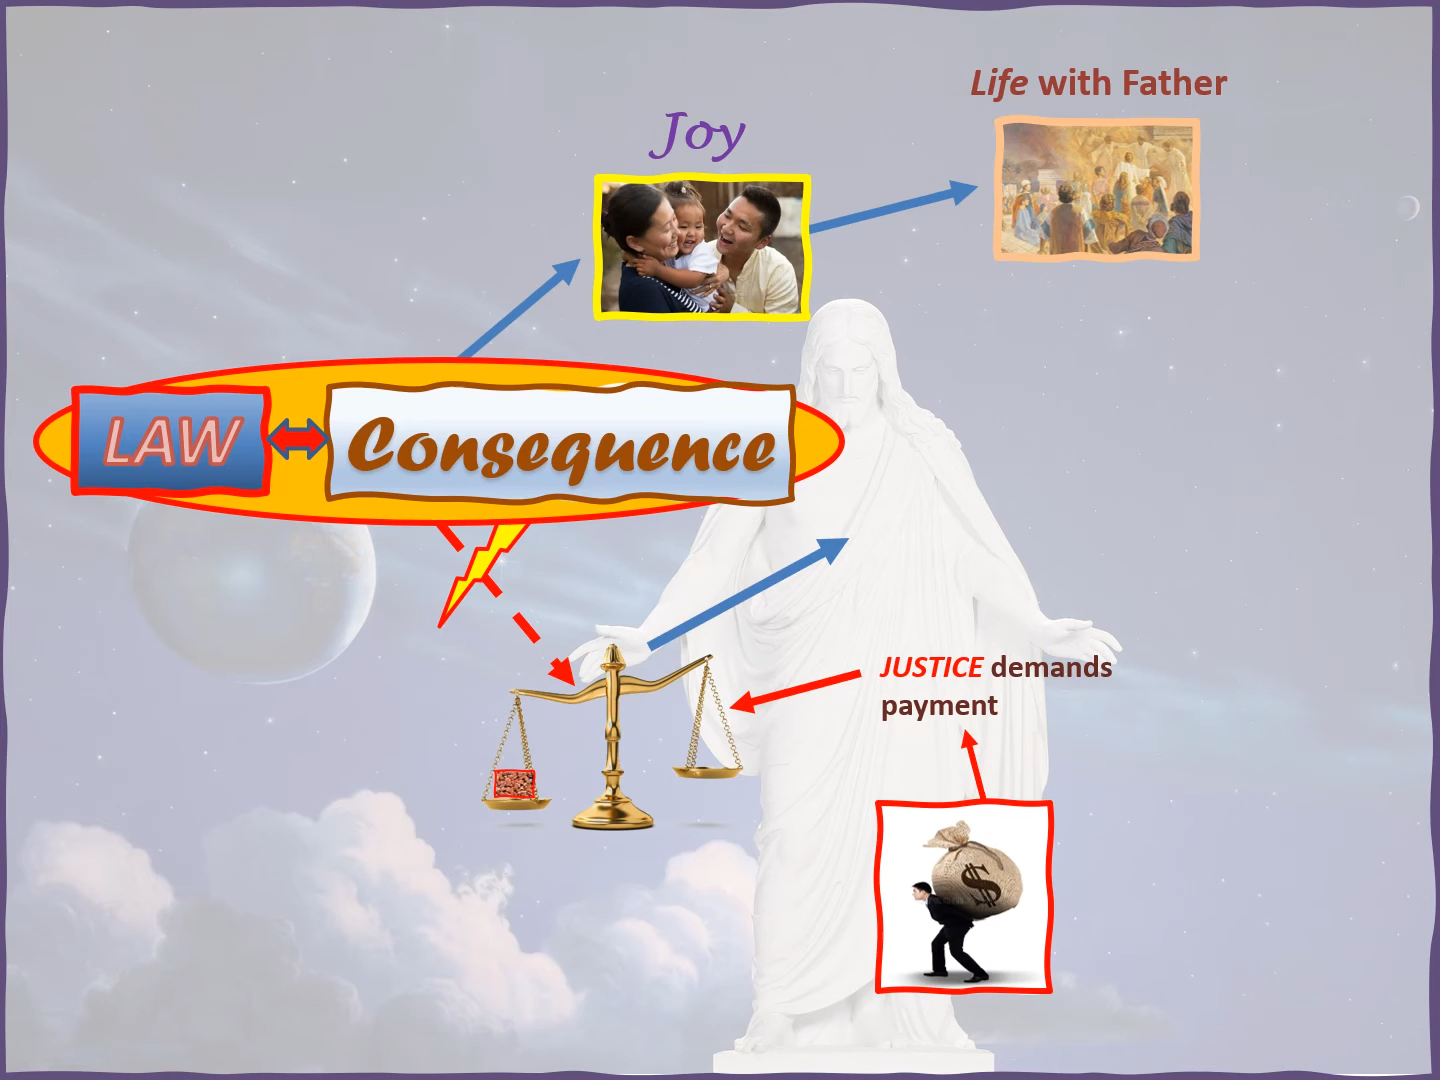 Life with Father
Joy
LAW
Consequence
JUSTICE demands
payment
$